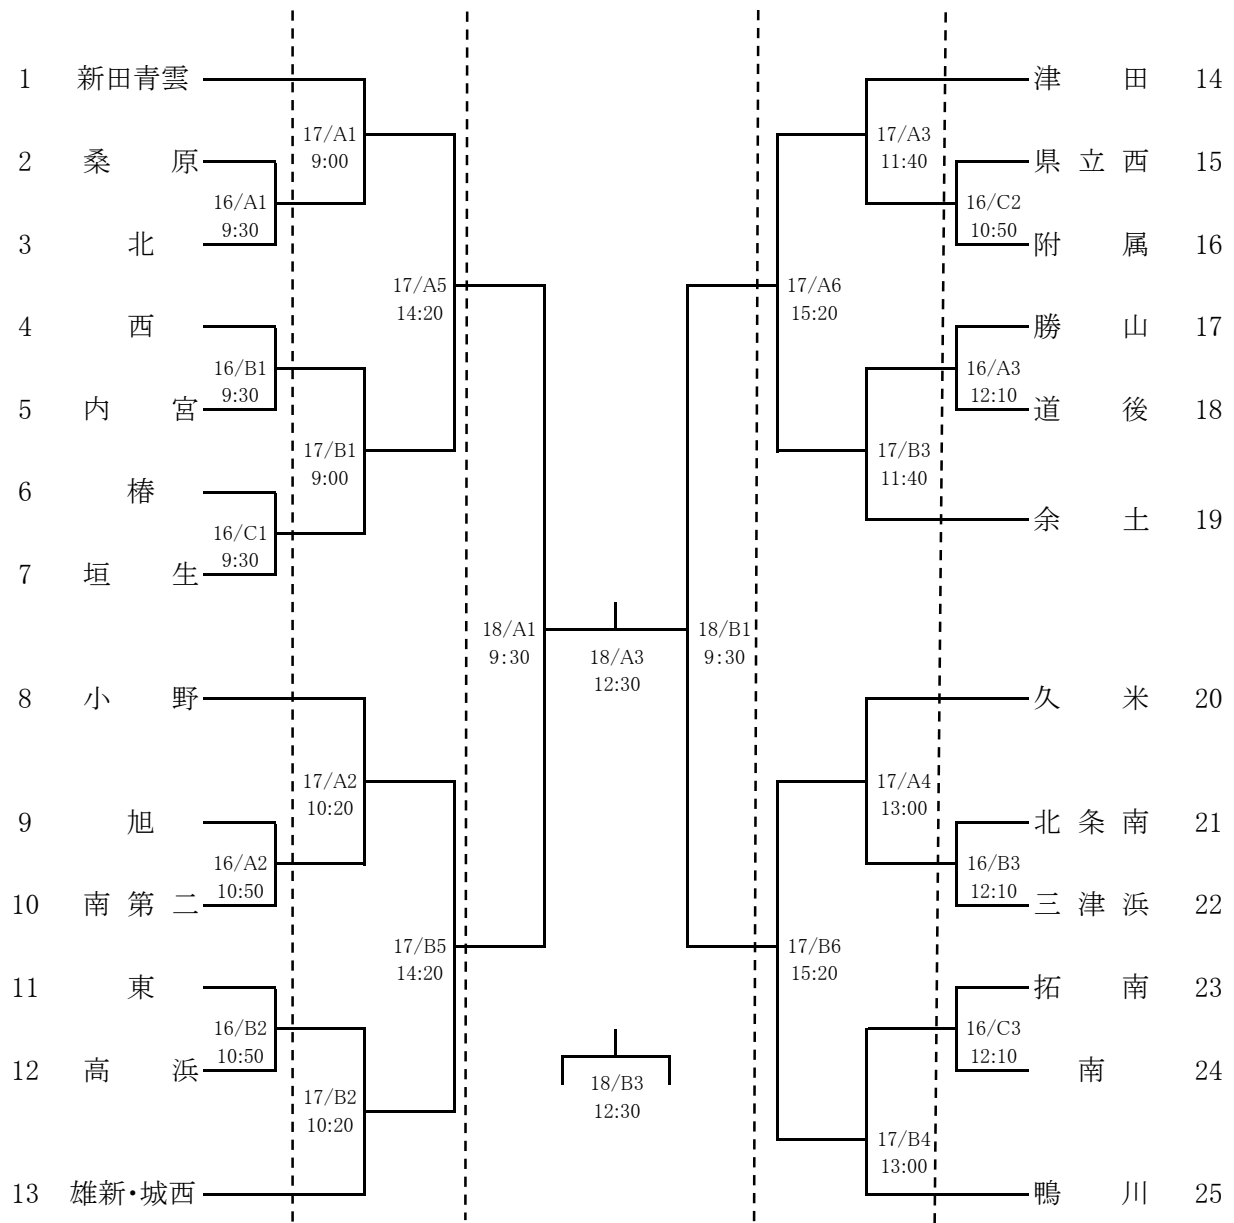 1 新田青雲
2 桑原
3 北
4 西
5 内宮
6 椿
7 垣生
8 小野
9 旭
10 南第二
11 東
12 高浜
13 雄新・城西
16/A1
9:30
16/B1
9:30
16/C1
9:30
16/A2
10:50
16/B2
10:50
17/A1
9:00
17/B1
9:00
17/A2
10:20
17/B2
10:20
17/A5
14:20
17/B5
14:20
18/A1
9:30
18/A3
12:30
18/B3
12:30
18/B1
9:30
17/A6
15:20
17/B6
15:20
17/A3
11:40
17/B3
11:40
17/A4
13:00
17/B4
13:00
16/C2
10:50
16/A3
12:10
16/B3
12:10
16/C3
12:10
津田 14
県立西 15
附属 16
勝山 17
道後 18
余土 19
久米 20
北条南 21
三津浜 22
拓南 23
南 24
鴨川 25